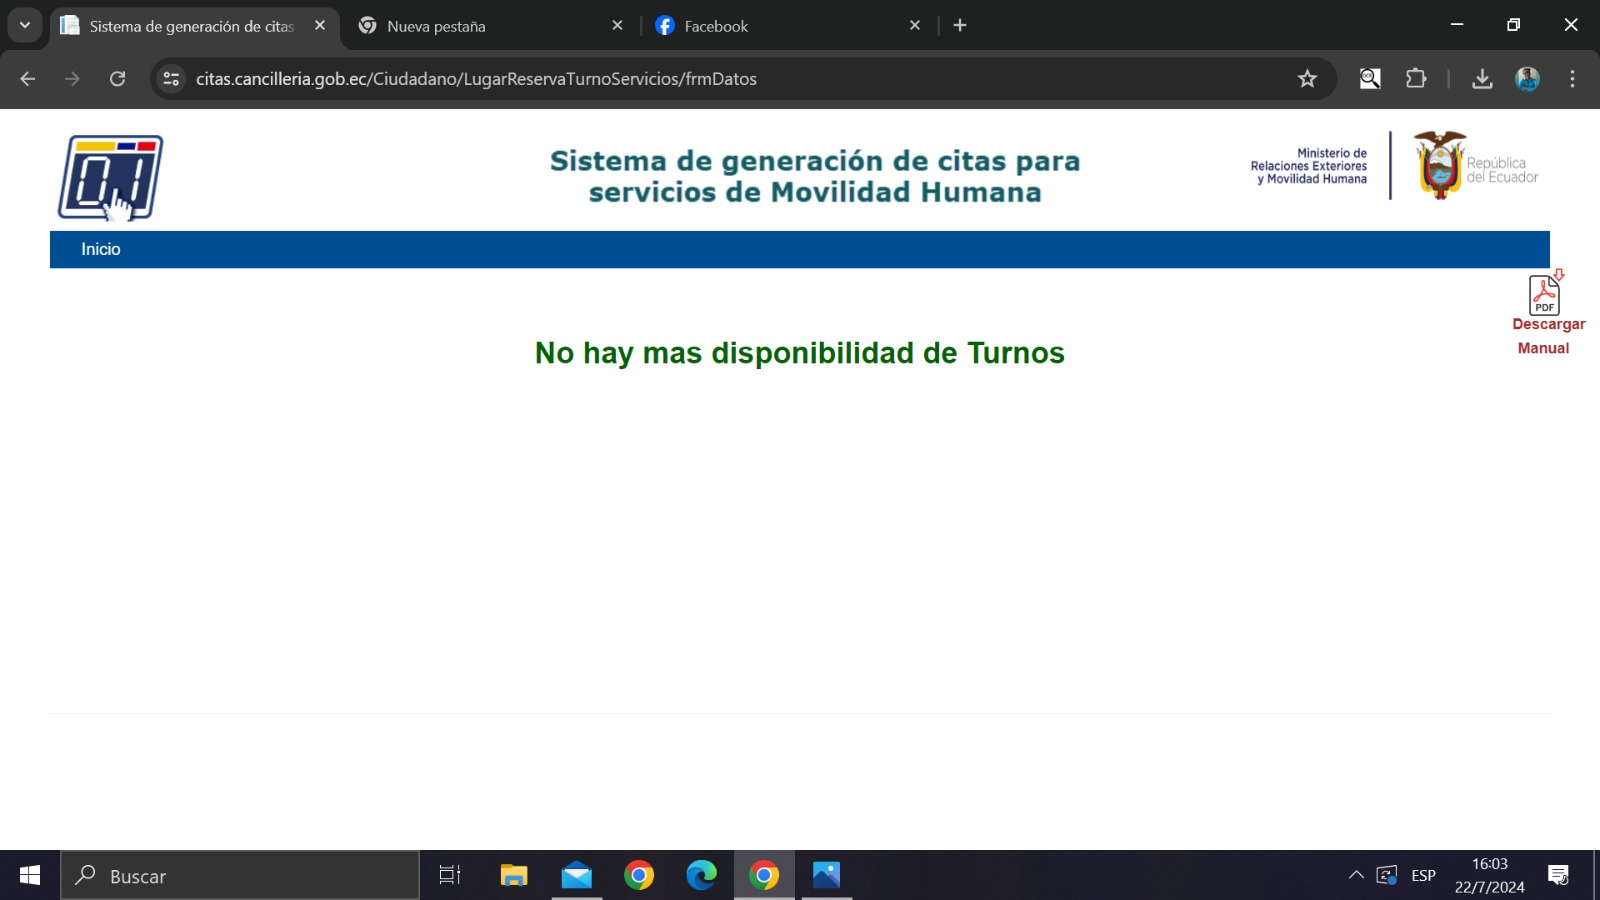 Sistema de generación de citas
Nueva pestaña
Facebook
citas.cancilleria.gob.ec/Ciudadano/LugarReservaTurnoServicios/frmDatos
0.1
Sistema de generación de citas para
servicios de Movilidad Humana
Ministerio de
Relaciones Exteriores
y Movilidad Humana
República
del Ecuador
Inicio
PDF
Descargar
Manual
No hay mas disponibilidad de Turnos
Buscar
ESP
16:03
22/7/2024